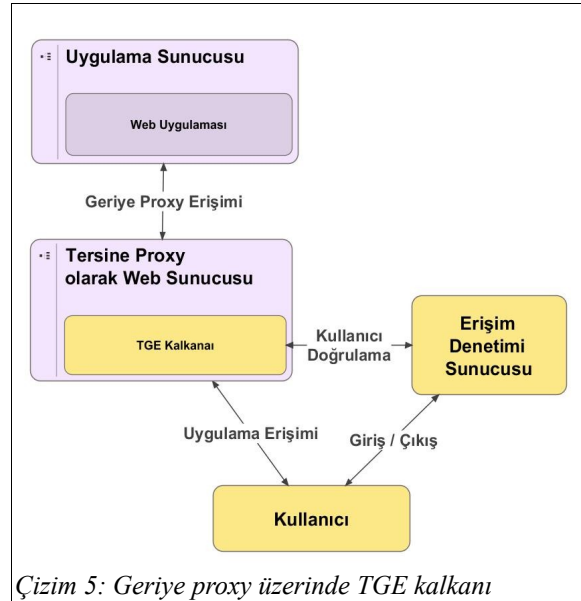 Uygulama Sunucusu
Web Uygulaması
Geriye Proxy Erişimi
Tersine Proxy
olarak Web Sunucusu
TGE Kalkanaı
Kullanıcı
Doğrulama
Erişim
Denetimi
Sunucusu
Uygulama Erişimi
Giriş / Çıkış
Kullanıcı
Çizim 5: Geriye proxy üzerinde TGE kalkanı